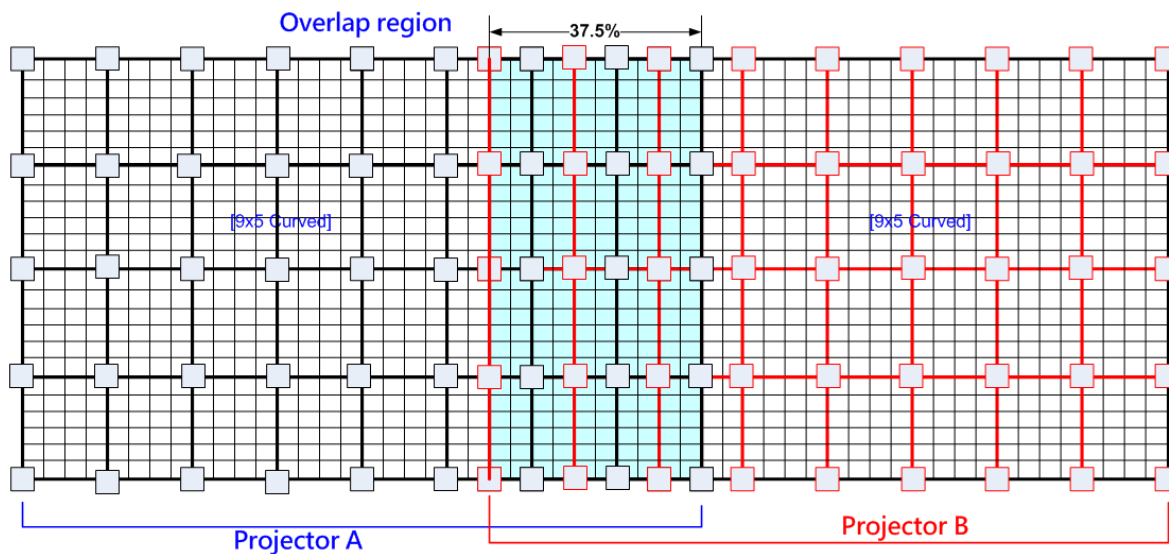 Overlap region
37.5%
[9x5 Curved]
[9x5 Curved]
Projector A
Projector B